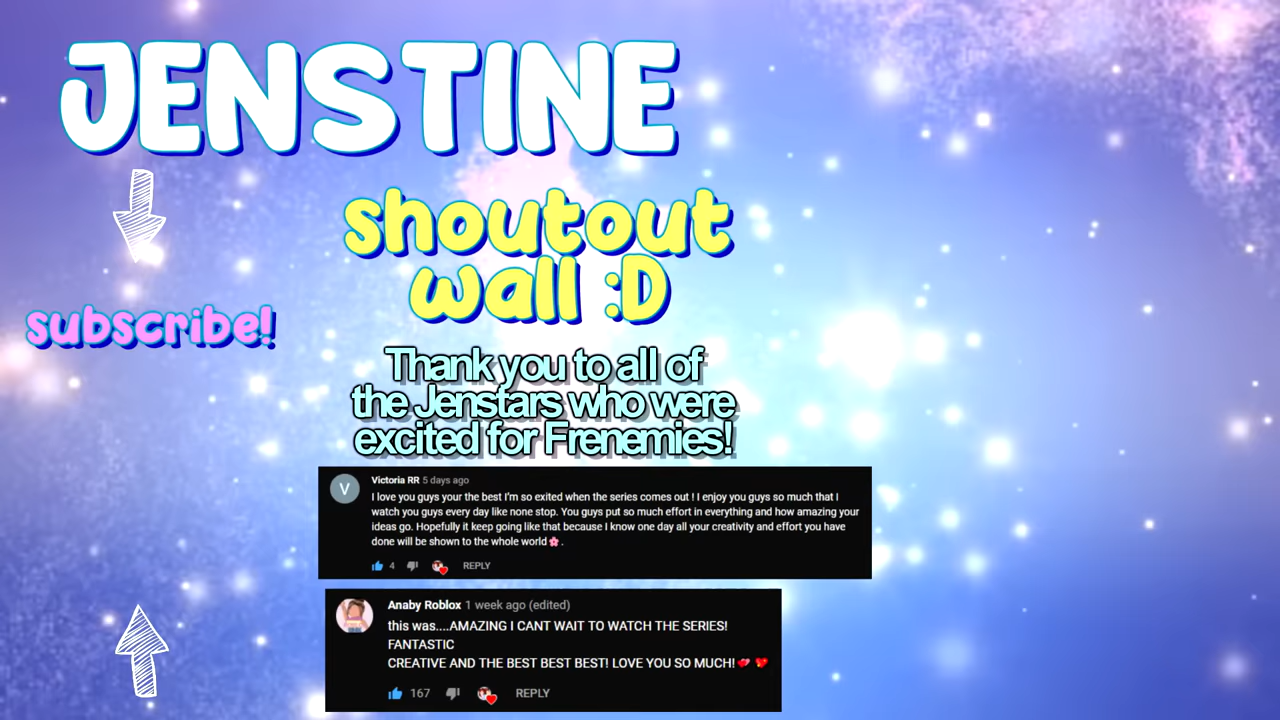 JENSTINE
shoutout
wall :D
subscribe!
Thank you to all of
the Jenstars who were
excited for Frenemies!
V
Victoria RR 5 days ago
I love you guys your the best I'm so exited when the series comes out ! I enjoy you guys so much that I
watch you guys every day like none stop. You guys put so much effort in everything and how amazing your
ideas go. Hopefully it keep going like that because I know one day all your creativity and effort you have
done will be shown to the whole world🌸 .
4 REPLY
Anaby Roblox 1 week ago (edited)
this was....AMAZING I CANT WAIT TO WATCH THE SERIES!
FANTASTIC
CREATIVE AND THE BEST BEST BEST! LOVE YOU SO MUCH!💕💕
167 REPLY